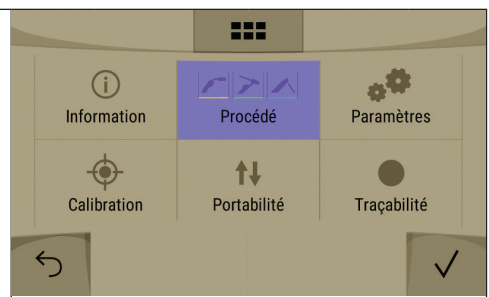 Information
Procédé
Paramètres
Calibration
Portabilité
Traçabilité